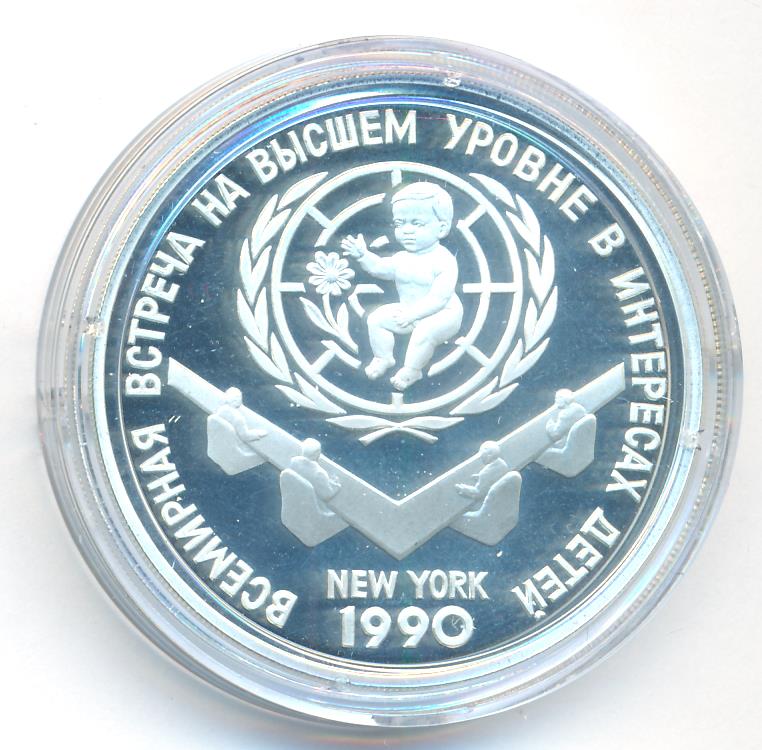 ВСЕМИРНАЯ ВСТРЕЧА НА ВЫСШЕМ УРОВНЕ В ИНТЕРЕСАХ ДЕТЕЙ
NEW YORK
1990